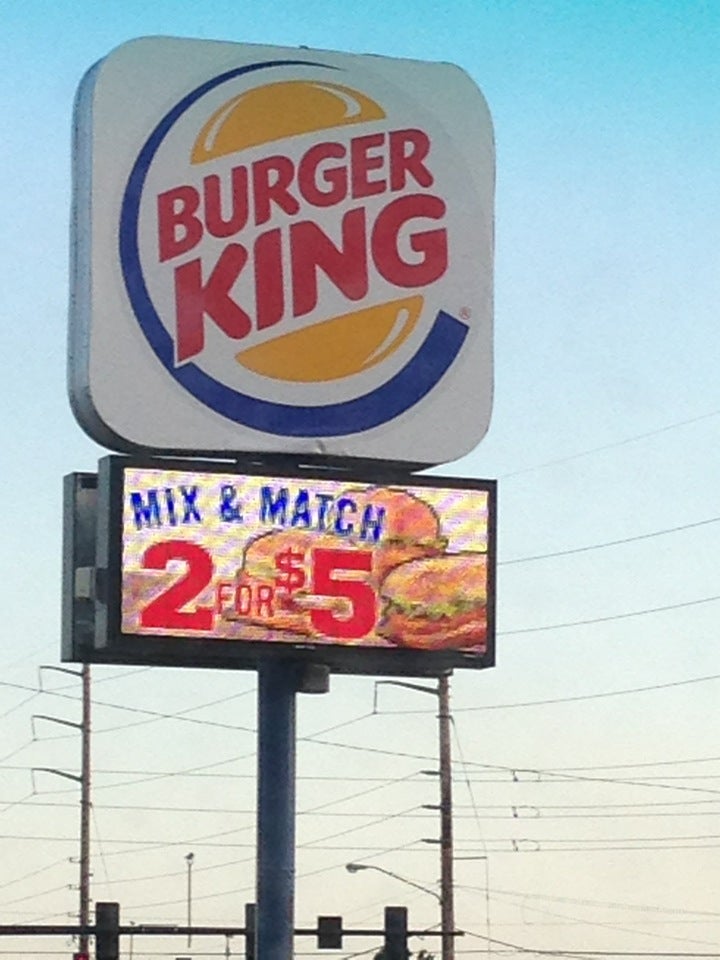 BURGER
KING
®
MIX & MATCH
2 FOR $5